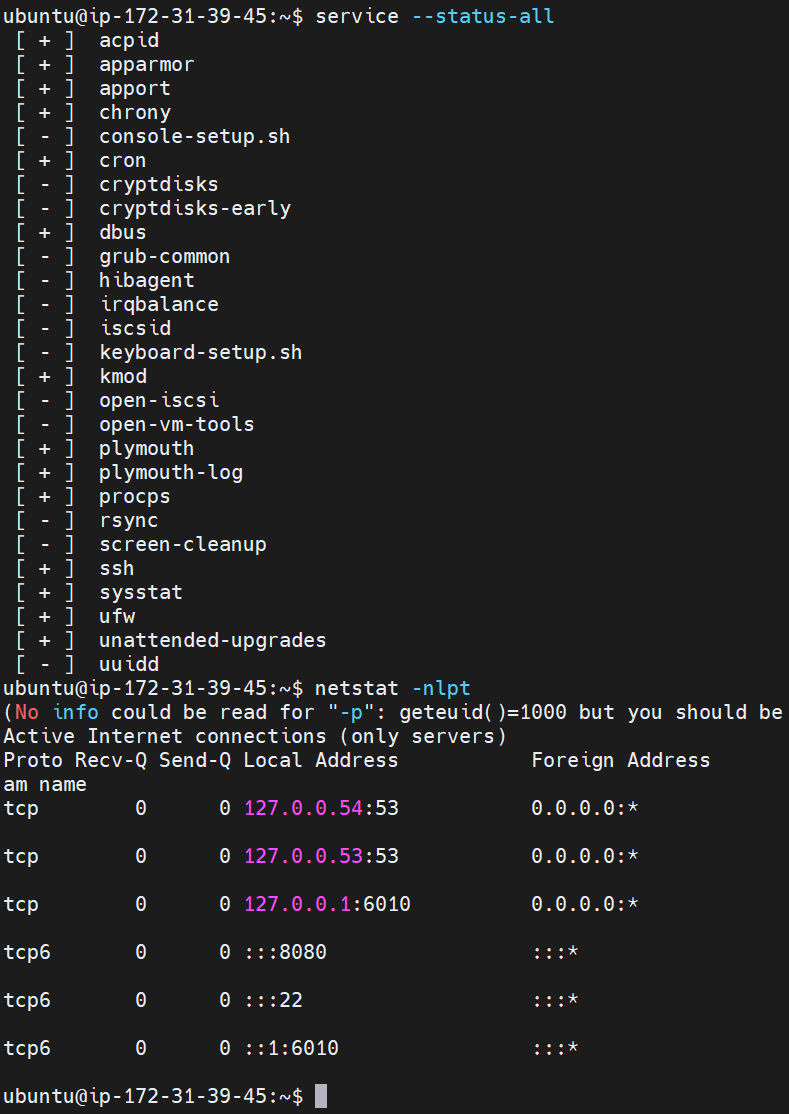 ubuntu@ip-172-31-39-45:~$ service --status-all
 [ + ]  acpid
 [ + ]  apparmor
 [ + ]  apport
 [ + ]  chrony
 [ - ]  console-setup.sh
 [ + ]  cron
 [ - ]  cryptdisks
 [ - ]  cryptdisks-early
 [ + ]  dbus
 [ - ]  grub-common
 [ - ]  hibagent
 [ - ]  irqbalance
 [ - ]  iscsid
 [ - ]  keyboard-setup.sh
 [ + ]  kmod
 [ - ]  open-iscsi
 [ - ]  open-vm-tools
 [ + ]  plymouth
 [ + ]  plymouth-log
 [ + ]  procps
 [ - ]  rsync
 [ - ]  screen-cleanup
 [ + ]  ssh
 [ + ]  sysstat
 [ + ]  ufw
 [ + ]  unattended-upgrades
 [ - ]  uuidd
ubuntu@ip-172-31-39-45:~$ netstat -nlpt
(No info could be read for "-p": geteuid()=1000 but you should be
Active Internet connections (only servers)
Proto Recv-Q Send-Q Local Address           Foreign Address
am name
tcp        0      0 127.0.0.54:53           0.0.0.0:*
tcp        0      0 127.0.0.53:53           0.0.0.0:*
tcp        0      0 127.0.0.1:6010          0.0.0.0:*
tcp6       0      0 :::8080                 :::*
tcp6       0      0 :::22                   :::*
tcp6       0      0 ::1:6010                :::*
ubuntu@ip-172-31-39-45:~$